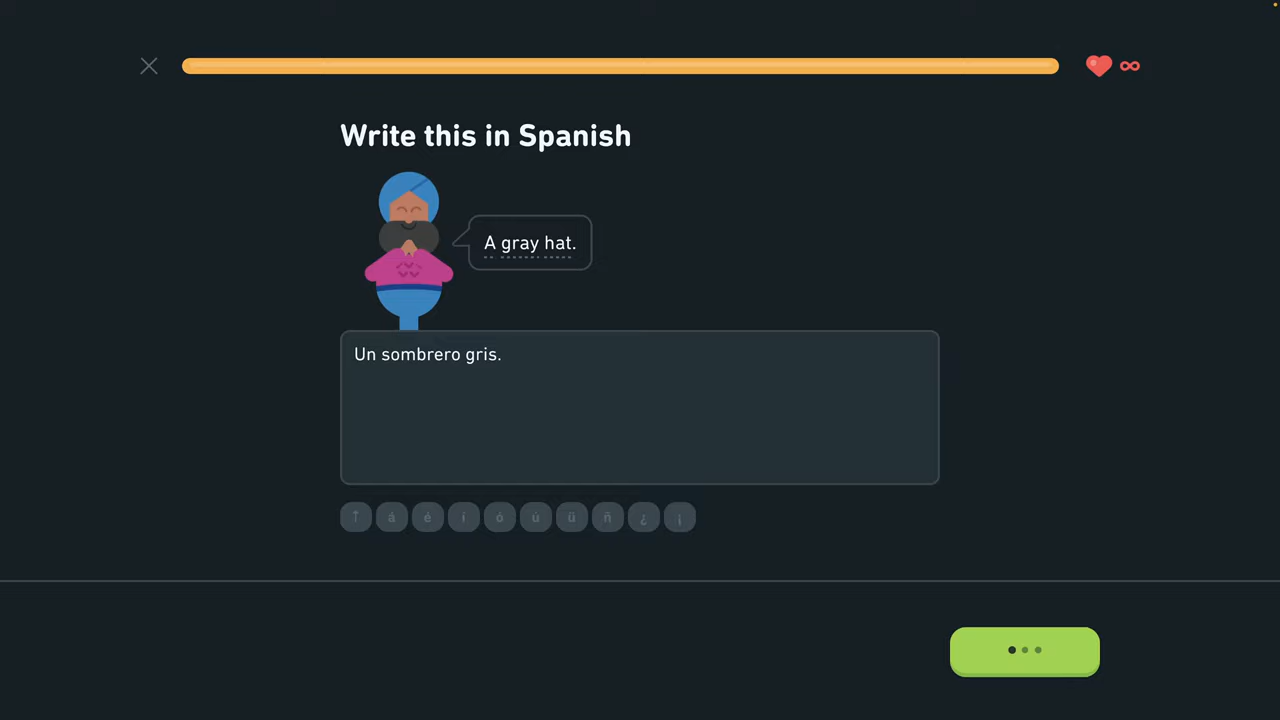 ∞
Write this in Spanish
A gray hat.
Un sombrero gris.
↑ á é í ó ú ü ñ ¿ ¡